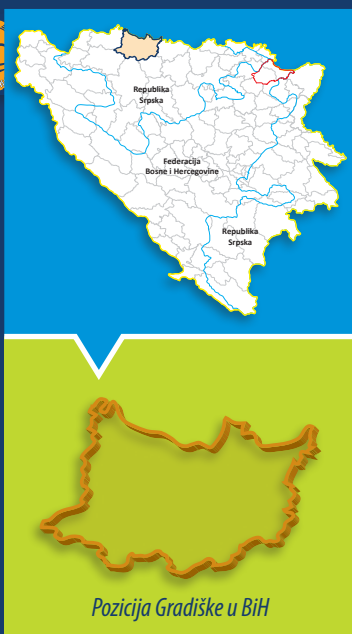 Republika
Srpska
Federacija
Bosne i Hercegovine
Republika
Srpska
Pozicija Gradiške u BiH